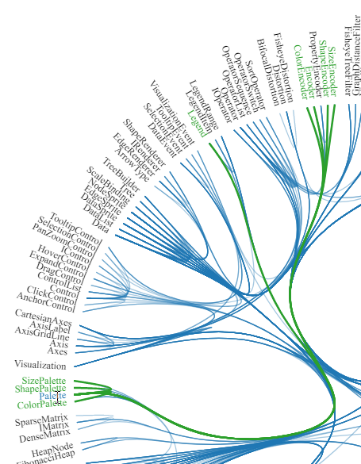 GraphDistanceFilter
FisheyeTreeFilter
SizeEncoder
ShapeEncoder
PropertyEncoder
ColorEncoder
FisheyeDistortion
Distortion
BifocalDistortion
SortOperator
OperatorSwitch
OperatorSequence
OperatorList
Operator
IOperator
LegendRange
LegendItem
Legend
VisualizationEvent
TooltipEvent
SelectionEvent
DataEvent
ShapeRenderer
IRenderer
EdgeRenderer
ArrowType
TreeBuilder
Tree
ScaleBinding
NodeSprite
EdgeSprite
DataSprite
DataList
Data
TooltipControl
SelectionControl
PanZoomControl
IControl
HoverControl
ExpandControl
DragControl
ControlList
Control
ClickControl
AnchorControl
CartesianAxes
AxisLabel
AxisGridLine
Axis
Axes
Visualization
SizePalette
ShapePalette
Palette
ColorPalette
SparseMatrix
IMatrix
DenseMatrix
HeapNode
FibonacciHeap